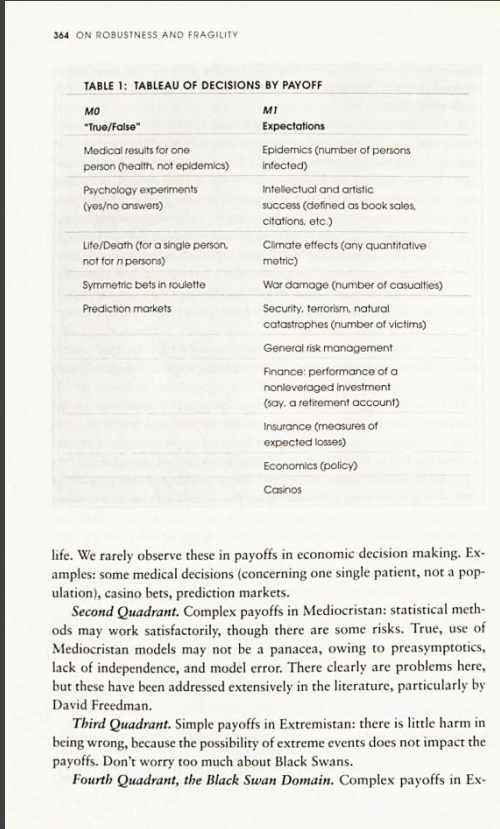 364 ON ROBUSTNESS AND FRAGILITY
TABLE 1: TABLEAU OF DECISIONS BY PAYOFF
M0
"True/False"
M1
Expectations
Medical results for one
person (health, not epidemics)
Epidemics (number of persons
infected)
Psychology experiments
(yes/no answers)
Intellectual and artistic
success (defined as book sales,
citations, etc.)
Life/Death (for a single person,
not for n persons)
Climate effects (any quantitative
metric)
Symmetric bets in roulette
War damage (number of casualties)
Prediction markets
Security, terrorism, natural
catastrophes (number of victims)
General risk management
Finance: performance of a
nonleveraged investment
(say, a retirement account)
Insurance (measures of
expected losses)
Economics (policy)
Casinos
life. We rarely observe these in payoffs in economic decision making. Ex-
amples: some medical decisions (concerning one single patient, not a pop-
ulation), casino bets, prediction markets.
Second Quadrant. Complex payoffs in Mediocristan: statistical meth-
ods may work satisfactorily, though there are some risks. True, use of
Mediocristan models may not be a panacea, owing to preasymptotics,
lack of independence, and model error. There clearly are problems here,
but these have been addressed extensively in the literature, particularly by
David Freedman.
Third Quadrant. Simple payoffs in Extremistan: there is little harm in
being wrong, because the possibility of extreme events does not impact the
payoffs. Don't worry too much about Black Swans.
Fourth Quadrant, the Black Swan Domain. Complex payoffs in Ex-